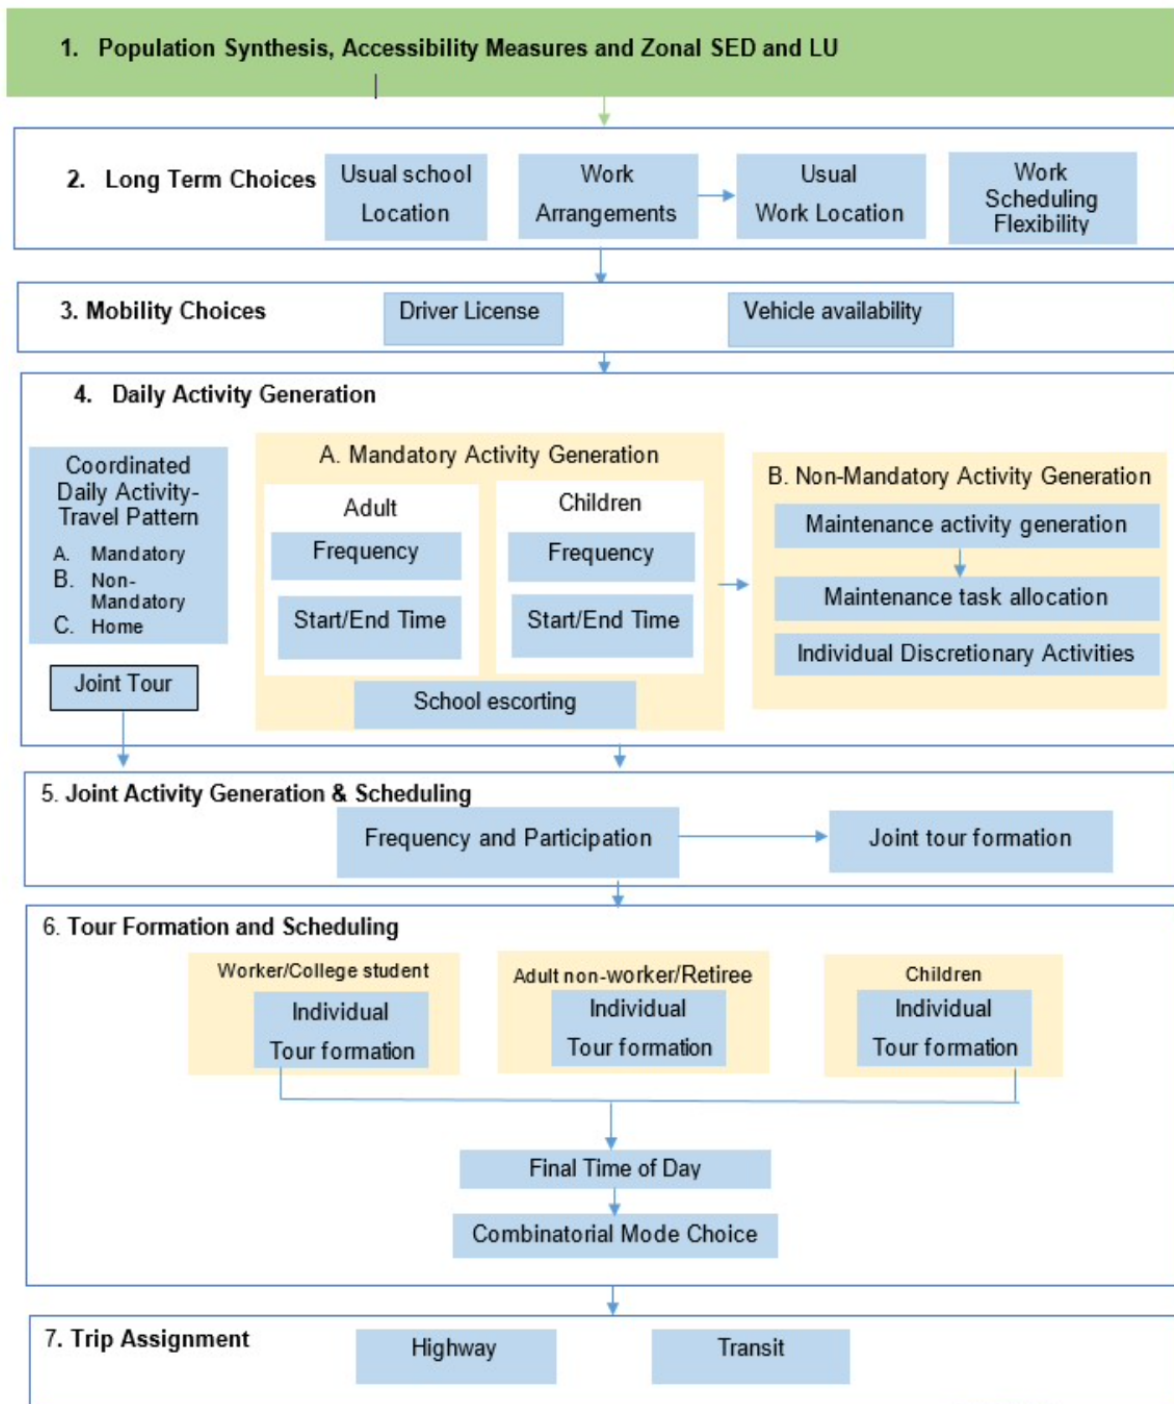 1. Population Synthesis, Accessibility Measures and Zonal SED and LU
2. Long Term Choices
Usual school
Location
Work
Arrangements
Usual
Work Location
Work
Scheduling
Flexibility
3. Mobility Choices
Driver License
Vehicle availability
4. Daily Activity Generation
Coordinated
Daily Activity-
Travel Pattern
A. Mandatory
B. Non-
Mandatory
C. Home
Joint Tour
A. Mandatory Activity Generation
Adult
Frequency
Start/End Time
Children
Frequency
Start/End Time
School escorting
B. Non-Mandatory Activity Generation
Maintenance activity generation
Maintenance task allocation
Individual Discretionary Activities
5. Joint Activity Generation & Scheduling
Frequency and Participation
Joint tour formation
6. Tour Formation and Scheduling
Worker/College student
Individual
Tour formation
Adult non-worker/Retiree
Individual
Tour formation
Children
Individual
Tour formation
Final Time of Day
Combinatorial Mode Choice
7. Trip Assignment
Highway
Transit